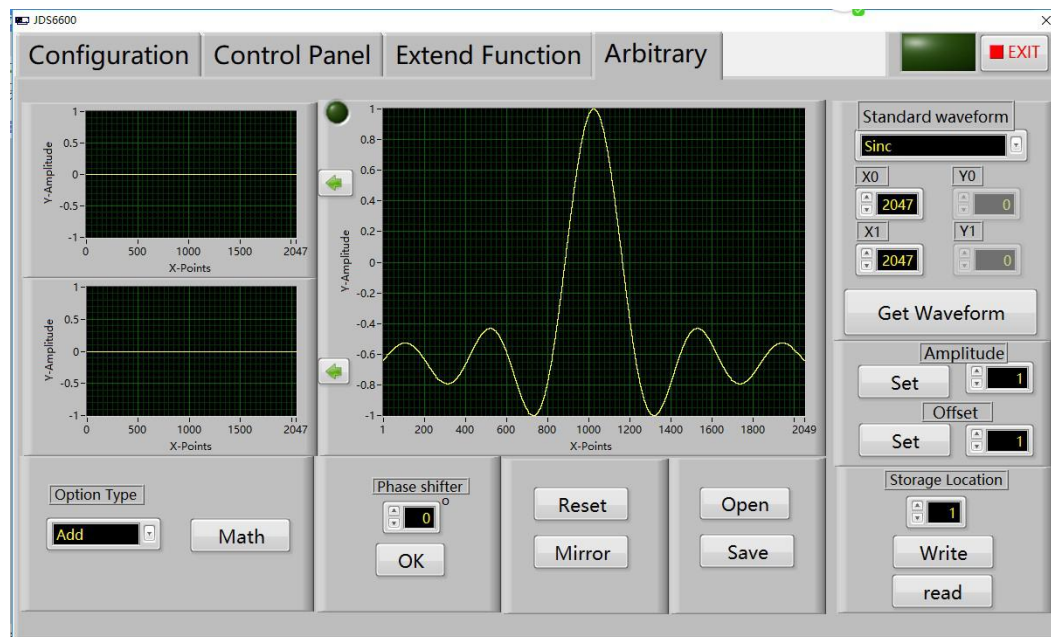 JDS6600
Configuration
Control Panel
Extend Function
Arbitrary
EXIT
1
0.5
0
-0.5
-1
Y-Amplitude
0 500 1000 1500 2047
X-Points
1
0.5
0
-0.5
-1
Y-Amplitude
0 500 1000 1500 2047
X-Points
1
0.8
0.6
0.4
0.2
0
-0.2
-0.4
-0.6
-0.8
-1
Y-Amplitude
1 200 400 600 800 1000 1200 1400 1600 1800 2049
X-Points
Standard waveform
Sinc
X0 Y0
2047 0
X1 Y1
2047 0
Get Waveform
Amplitude
Set 1
Offset
Set 1
Option Type
Add
Math
Phase shifter
0 o
OK
Reset
Mirror
Open
Save
Storage Location
1
Write
read